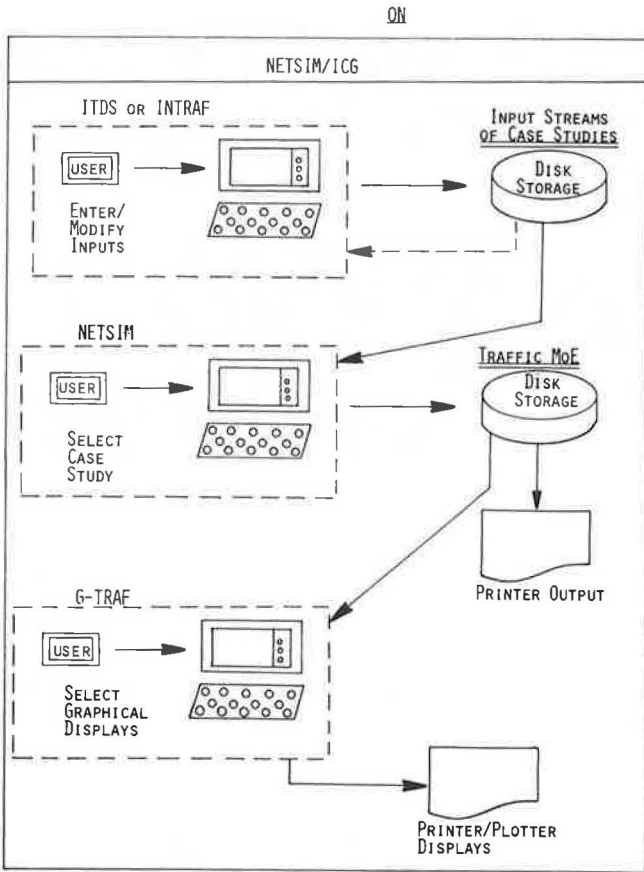 ON
NETSIM/ICG
ITDS OR INTRAF
USER
ENTER/
MODIFY
INPUTS
INPUT STREAMS
OF CASE STUDIES
DISK
STORAGE
NETSIM
USER
SELECT
CASE
STUDY
TRAFFIC MOE
DISK
STORAGE
PRINTER OUTPUT
G-TRAF
USER
SELECT
GRAPHICAL
DISPLAYS
PRINTER/PLOTTER
DISPLAYS